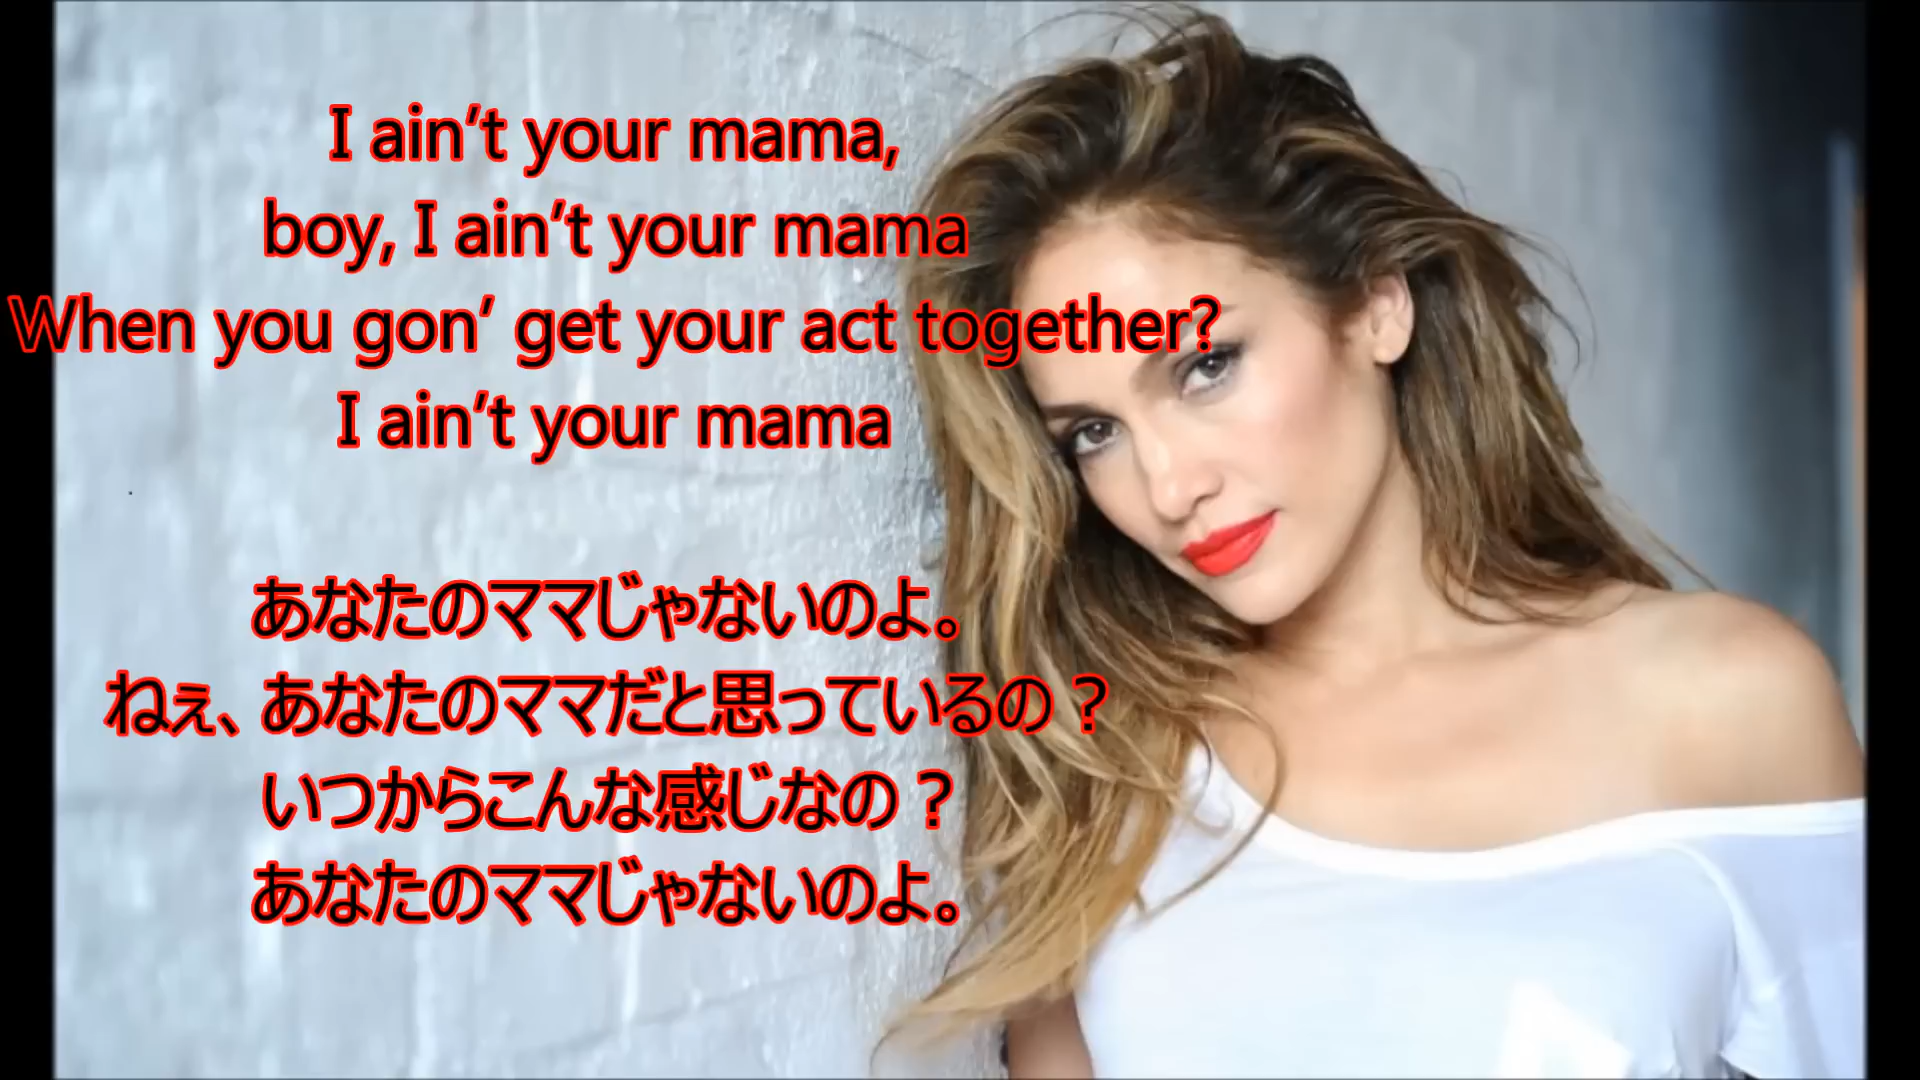 I ain’t your mama,
boy, I ain’t your mama
When you gon’ get your act together?
I ain’t your mama
あなたのママじゃないのよ。
ねぇ、あなたのママだと思っているの？
いつからこんな感じなの？
あなたのママじゃないのよ。